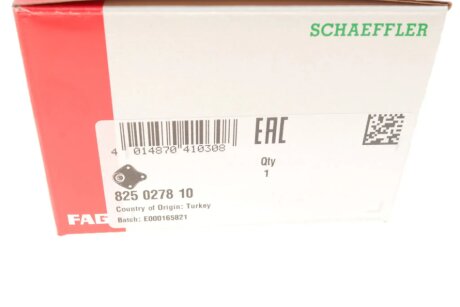 SCHAEFFLER
4 014870 410308
EAC
Qty
1
825 0278 10
Country of Origin: Turkey
Batch: E000165821
FAG